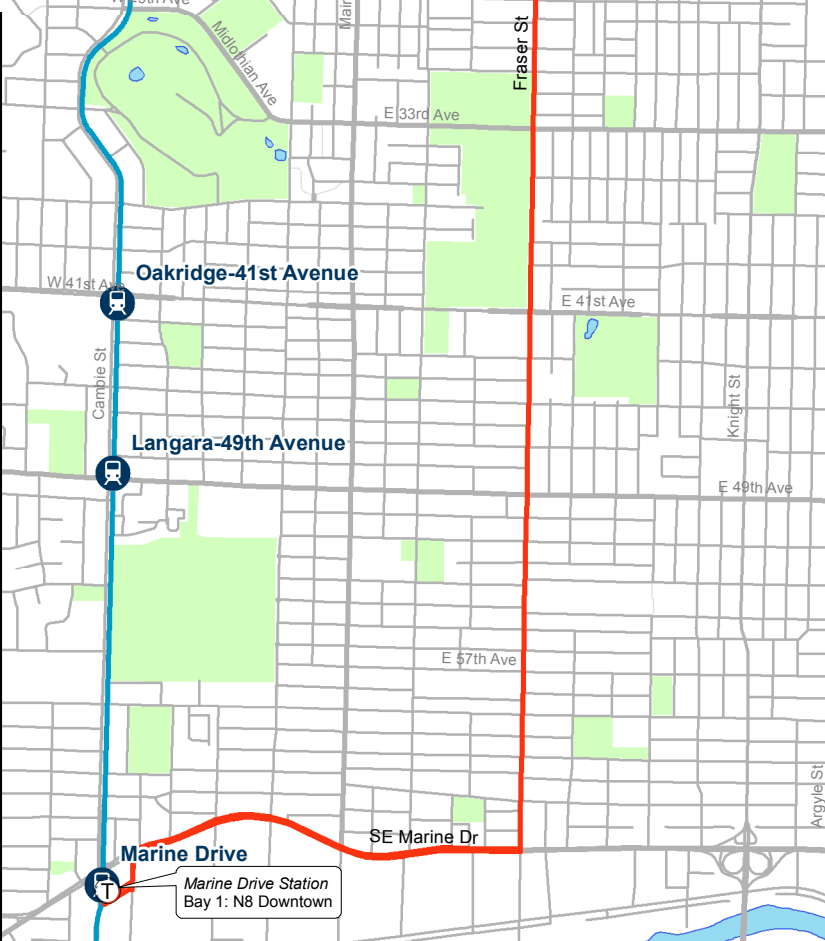 Midlothian Ave
Fraser St
E 33rd Ave
Oakridge-41st Avenue
W 41st Ave
E 41st Ave
Cambie St
Knight St
Langara-49th Avenue
E 49th Ave
E 57th Ave
Argyle St
SE Marine Dr
Marine Drive
T
Marine Drive Station
Bay 1: N8 Downtown